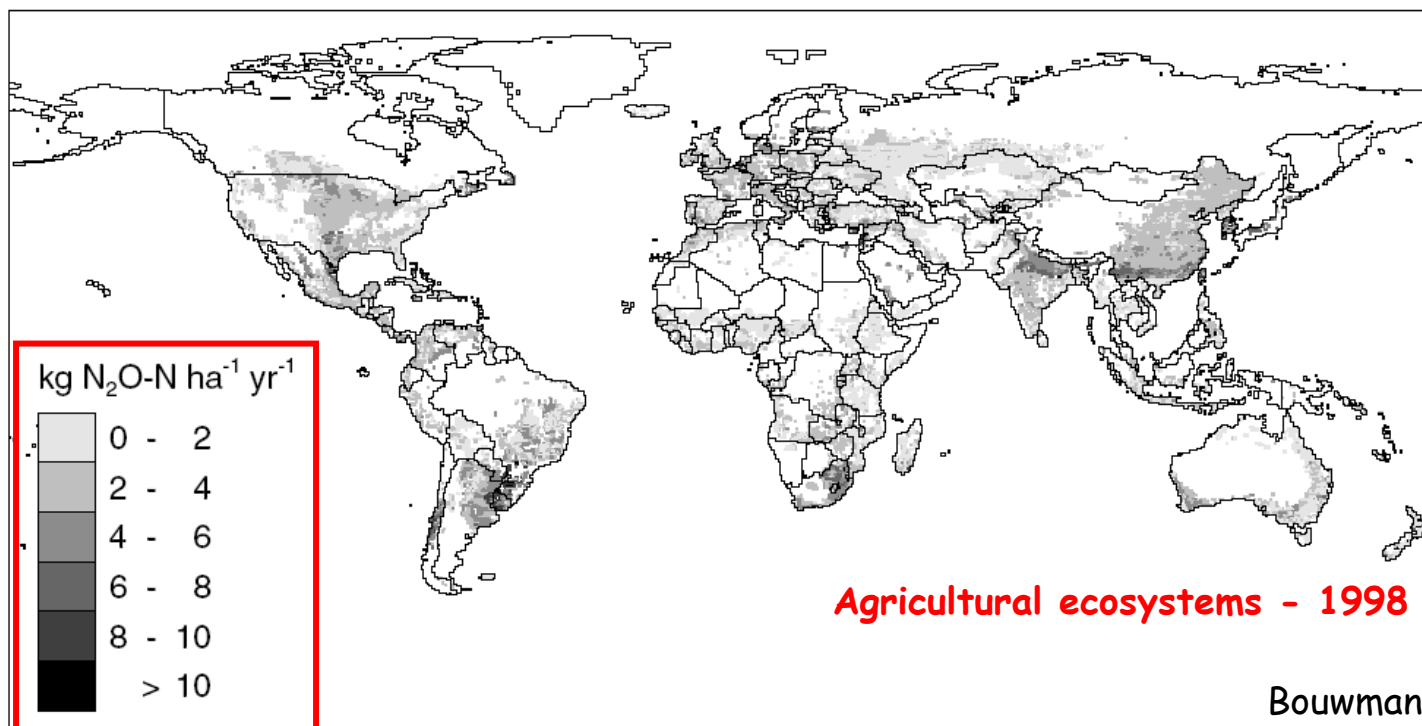 kg N₂O-N ha⁻¹ yr⁻¹
0 - 2
2 - 4
4 - 6
6 - 8
8 - 10
> 10
Agricultural ecosystems - 1998
Bouwman